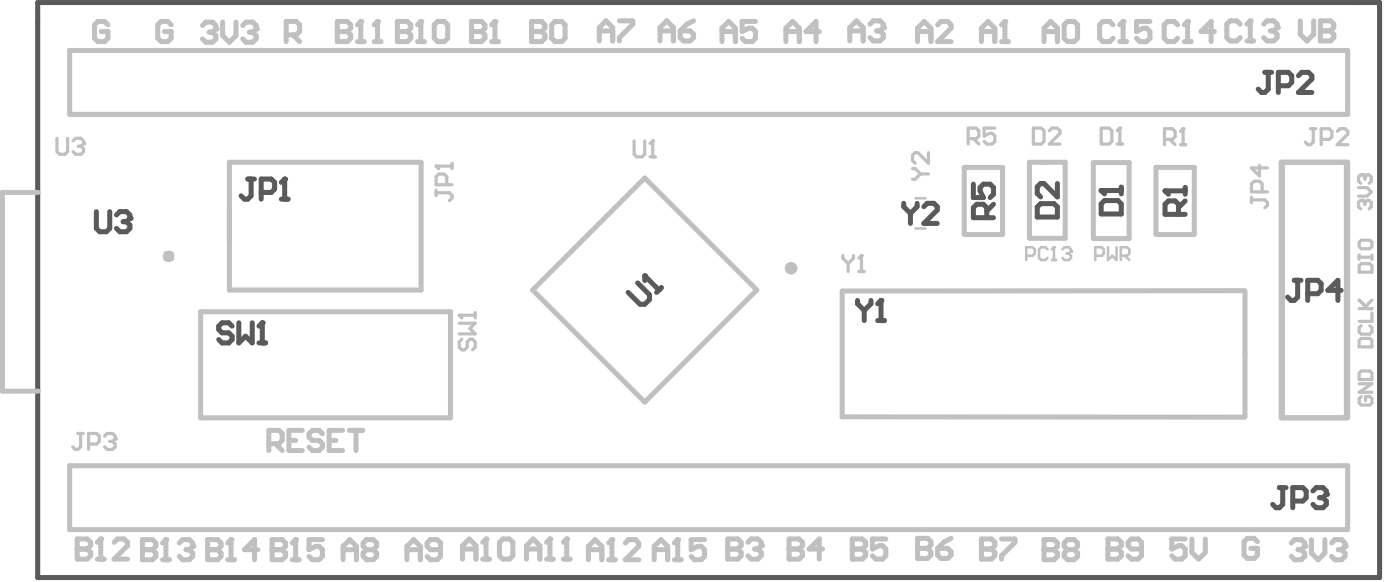 G G 3V3 R B11 B10 B1 B0 A7 A6 A5 A4 A3 A2 A1 A0 C15 C14 C13 VB
JP2
U3 U1 R5 D2 D1 R1 JP2
JP1 JP1 Y2 JP4 3V3
U3 Y2 R5 D2 D1 R1
PC13 PWR DIO
Y1
U1 JP4
Y1
SW1 SW1 DCLK
GND
JP3 RESET
JP3
B12 B13 B14 B15 A8 A9 A10 A11 A12 A15 B3 B4 B5 B6 B7 B8 B9 5V G 3V3